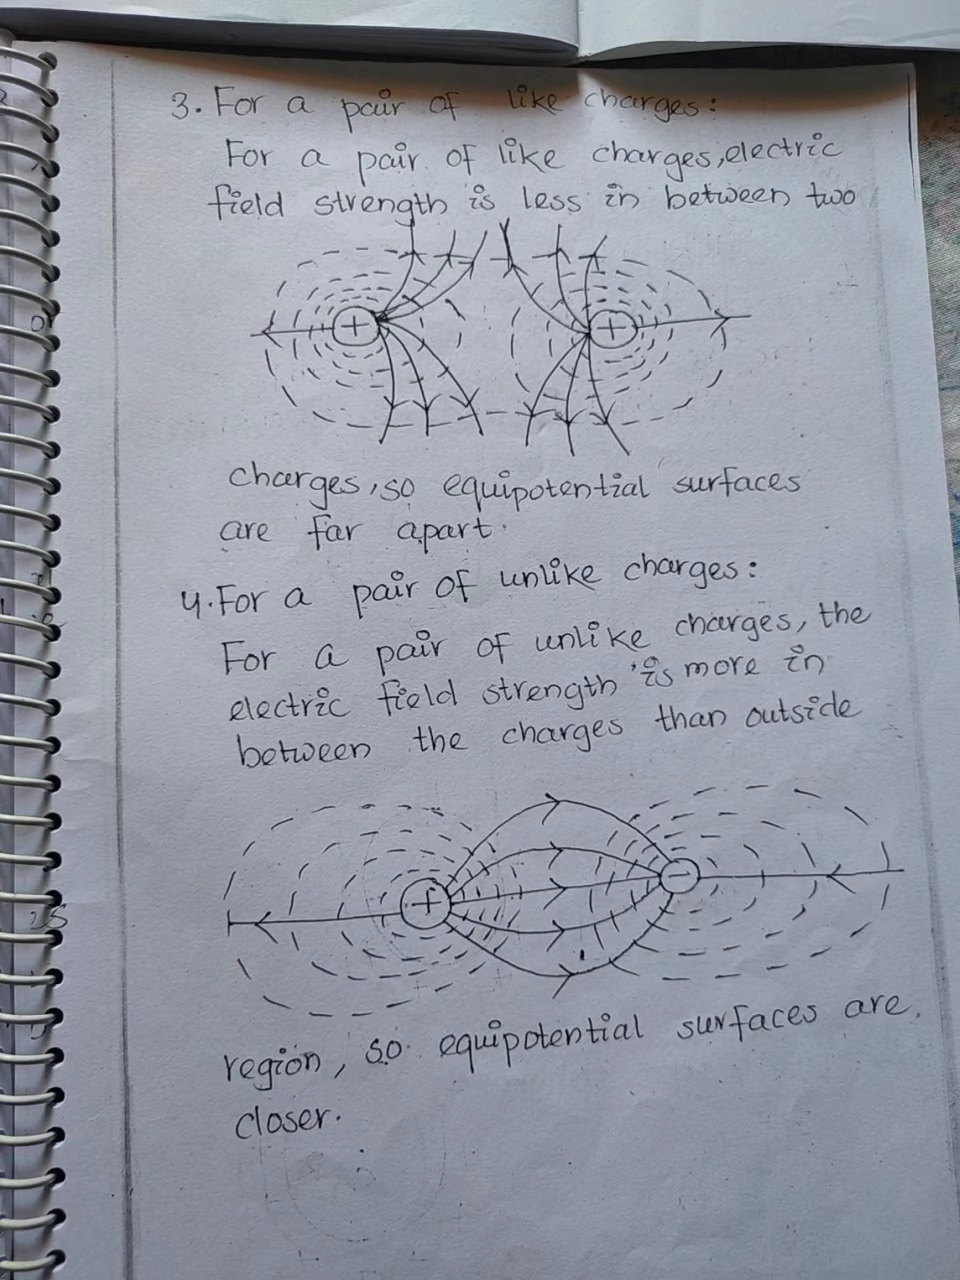 3. For a pair of like charges:
For a pair of like charges, electric
field strength is less in between two
+ +
charges, so equipotential surfaces
are far apart.
4. For a pair of unlike charges:
For a pair of unlike charges, the
electric field strength is more in
between the charges than outside
+ −
region, so equipotential surfaces are
closer.